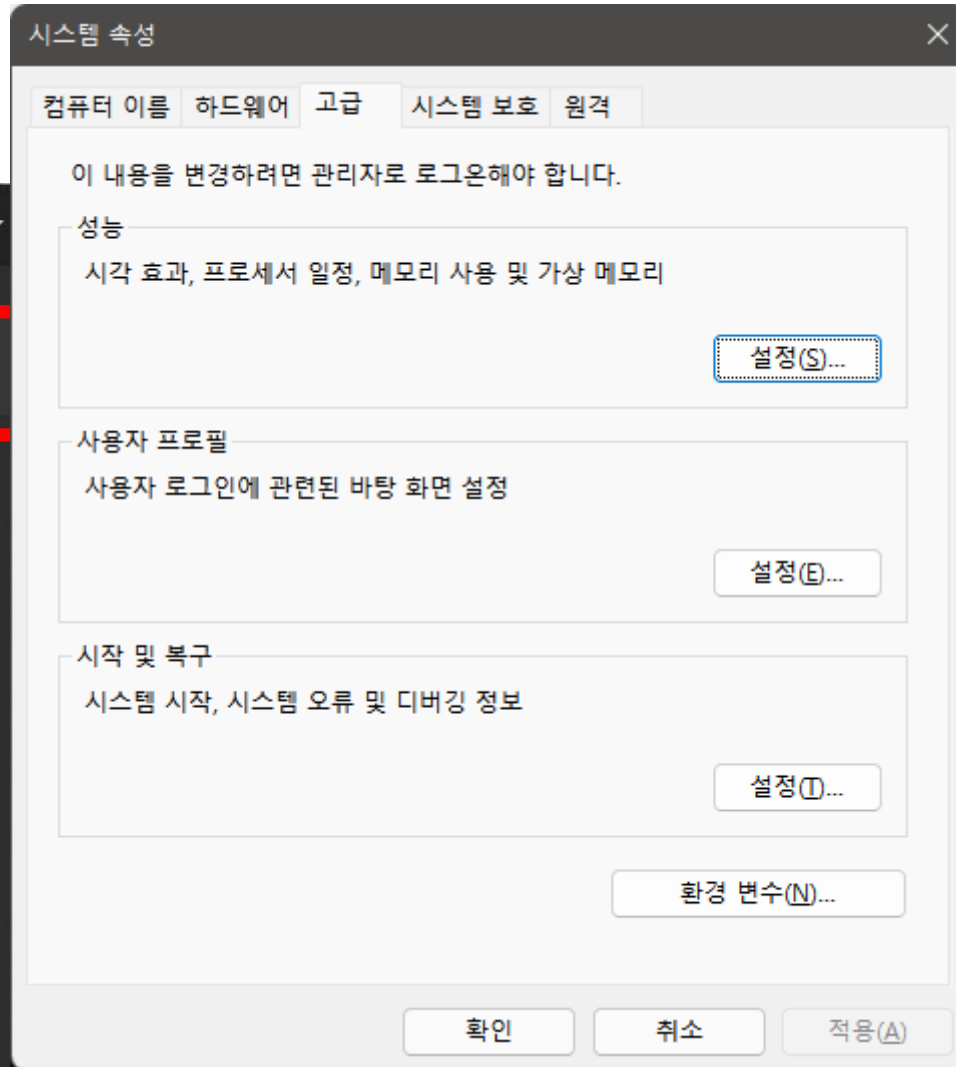 시스템 속성
컴퓨터 이름 하드웨어 고급 시스템 보호 원격
이 내용을 변경하려면 관리자로 로그온해야 합니다.
성능
시각 효과, 프로세서 일정, 메모리 사용 및 가상 메모리
설정(S)...
사용자 프로필
사용자 로그인에 관련된 바탕 화면 설정
설정(E)...
시작 및 복구
시스템 시작, 시스템 오류 및 디버깅 정보
설정(T)...
환경 변수(N)...
확인 취소 적용(A)